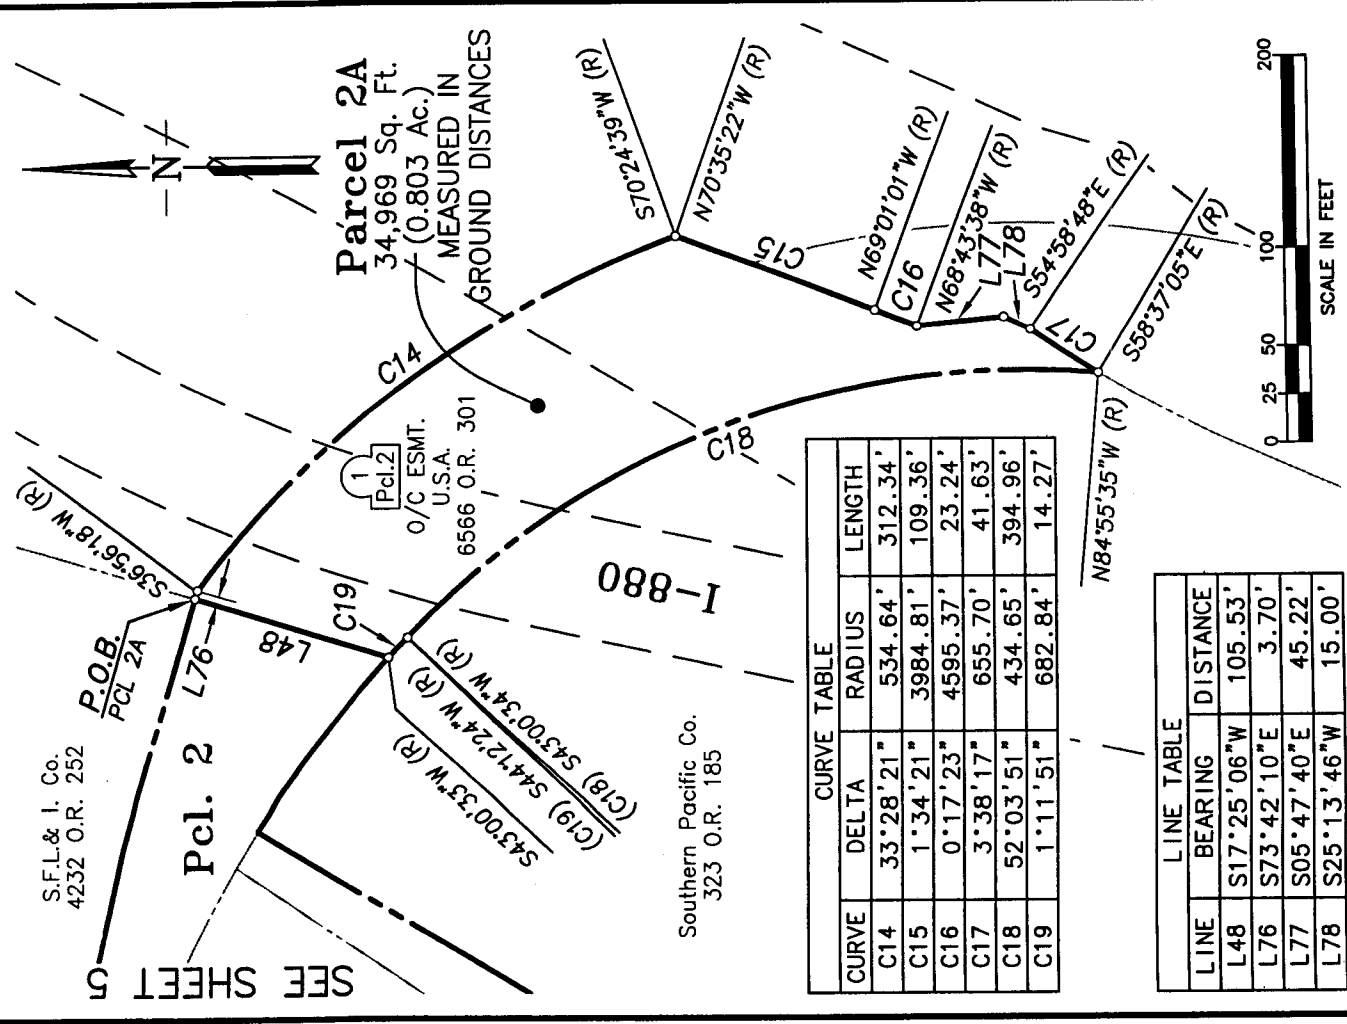 Parcel 2A
34,969 Sq. Ft.
(0.803 Ac.)
MEASURED IN
GROUND DISTANCES
N
S70°24'39"W (R)
N70°35'22"W (R)
N69°01'01"W (R)
N68°43'38"W (R)
S54°58'48"E (R)
S58°37'05"E (R)
N84°55'35"W (R)
C15
C16
L77
L78
C17
C14
C18
1
Pcl.2
O/C ESMT.
U.S.A.
6566 O.R. 301
I-880
S36°56'18"W (R)
P.O.B.
PCL 2A
L76
L48
C19
S.F.L.& I. Co.
4232 O.R. 252
Pcl. 2
S43°00'33"W (R)
(C19) S44°12'24"W (R)
(C18) S43°00'34"W (R)
Southern Pacific Co.
323 O.R. 185
SEE SHEET 5
CURVE TABLE
CURVE DELTA RADIUS LENGTH
C14 33°28'21" 534.64' 312.34'
C15 1°34'21" 3984.81' 109.36'
C16 0°17'23" 4595.37' 23.24'
C17 3°38'17" 655.70' 41.63'
C18 52°03'51" 434.65' 394.96'
C19 1°11'51" 682.84' 14.27'
LINE TABLE
LINE BEARING DISTANCE
L48 S17°25'06"W 105.53'
L76 S73°42'10"E 3.70'
L77 S05°47'40"E 45.22'
L78 S25°13'46"W 15.00'
0 25 50 100 200
SCALE IN FEET